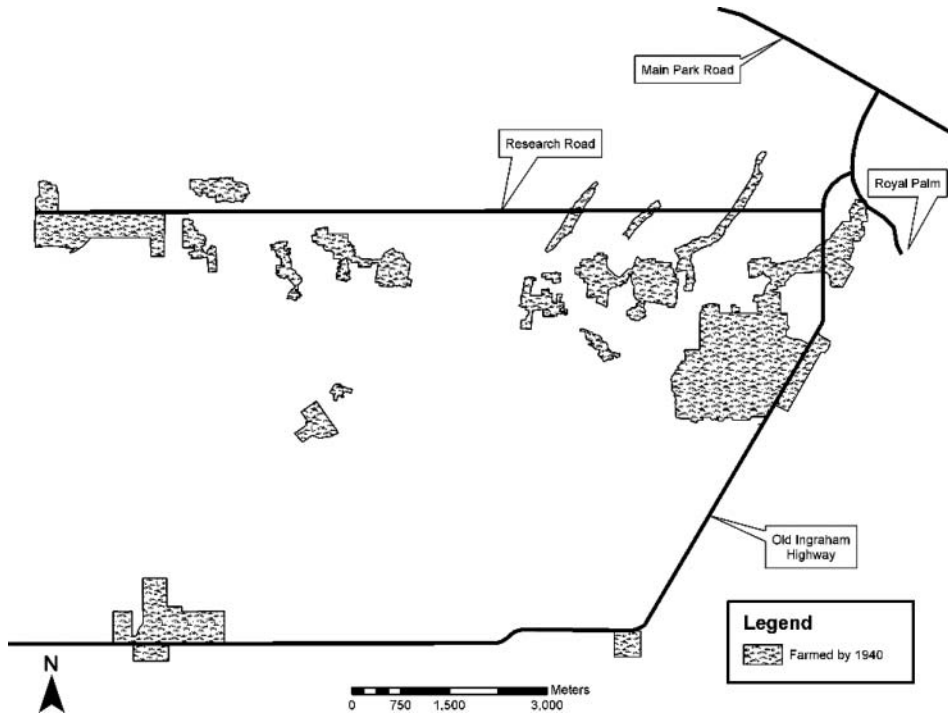 Main Park Road
Research Road
Royal Palm
Old Ingraham
Highway
Legend
Farmed by 1940
N
Meters
0 750 1,500 3,000